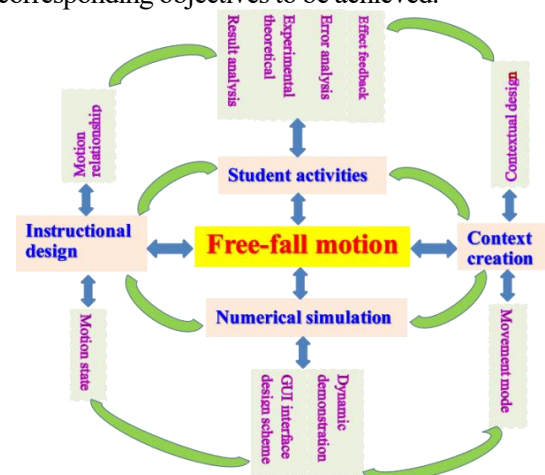 corresponding objectives to be achieved.
Result analysis
Experimental
theoretical
Error analysis
Effect feedback
Motion
relationship
Contextual design
Student activities
Instructional
design
Free-fall motion
Context
creation
Numerical simulation
Motion state
GUI interface
design scheme
Dynamic
demonstration
Movement mode